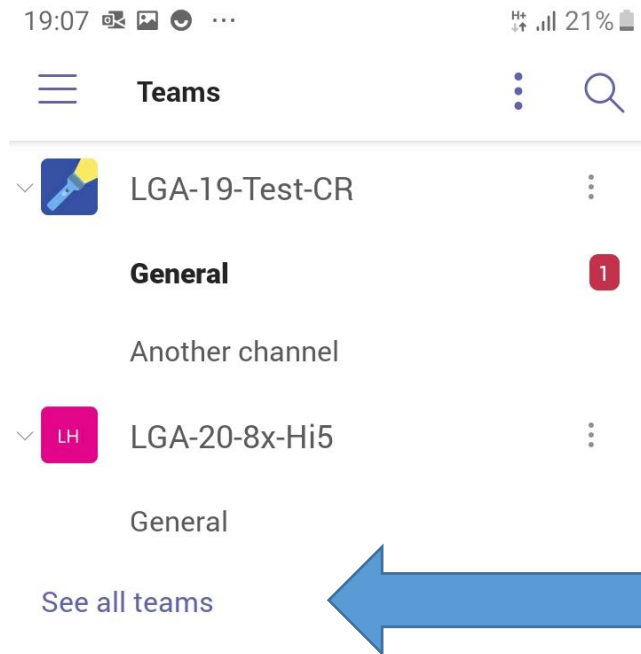 19:07 ... H+ 21%
Teams
LGA-19-Test-CR
General 1
Another channel
LH LGA-20-8x-Hi5
General
See all teams